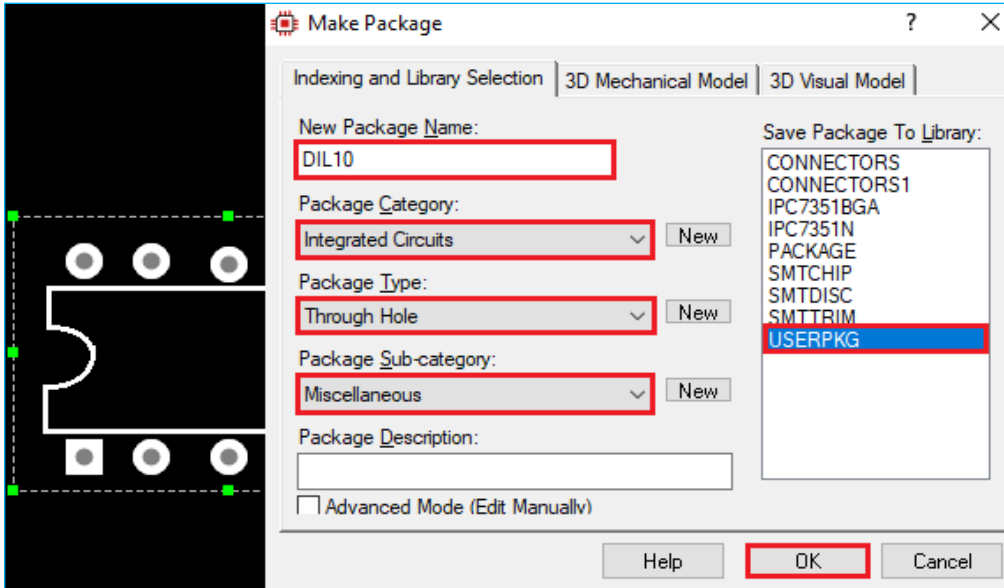 Make Package
?
Indexing and Library Selection
3D Mechanical Model
3D Visual Model
New Package Name:
DIL10
Package Category:
Integrated Circuits
New
Package Type:
Through Hole
New
Package Sub-category:
Miscellaneous
New
Package Description:
Advanced Mode (Edit Manually)
Save Package To Library:
CONNECTORS
CONNECTORS1
IPC7351BGA
IPC7351N
PACKAGE
SMTCHIP
SMTDISC
SMTTRIM
USERPKG
Help
OK
Cancel